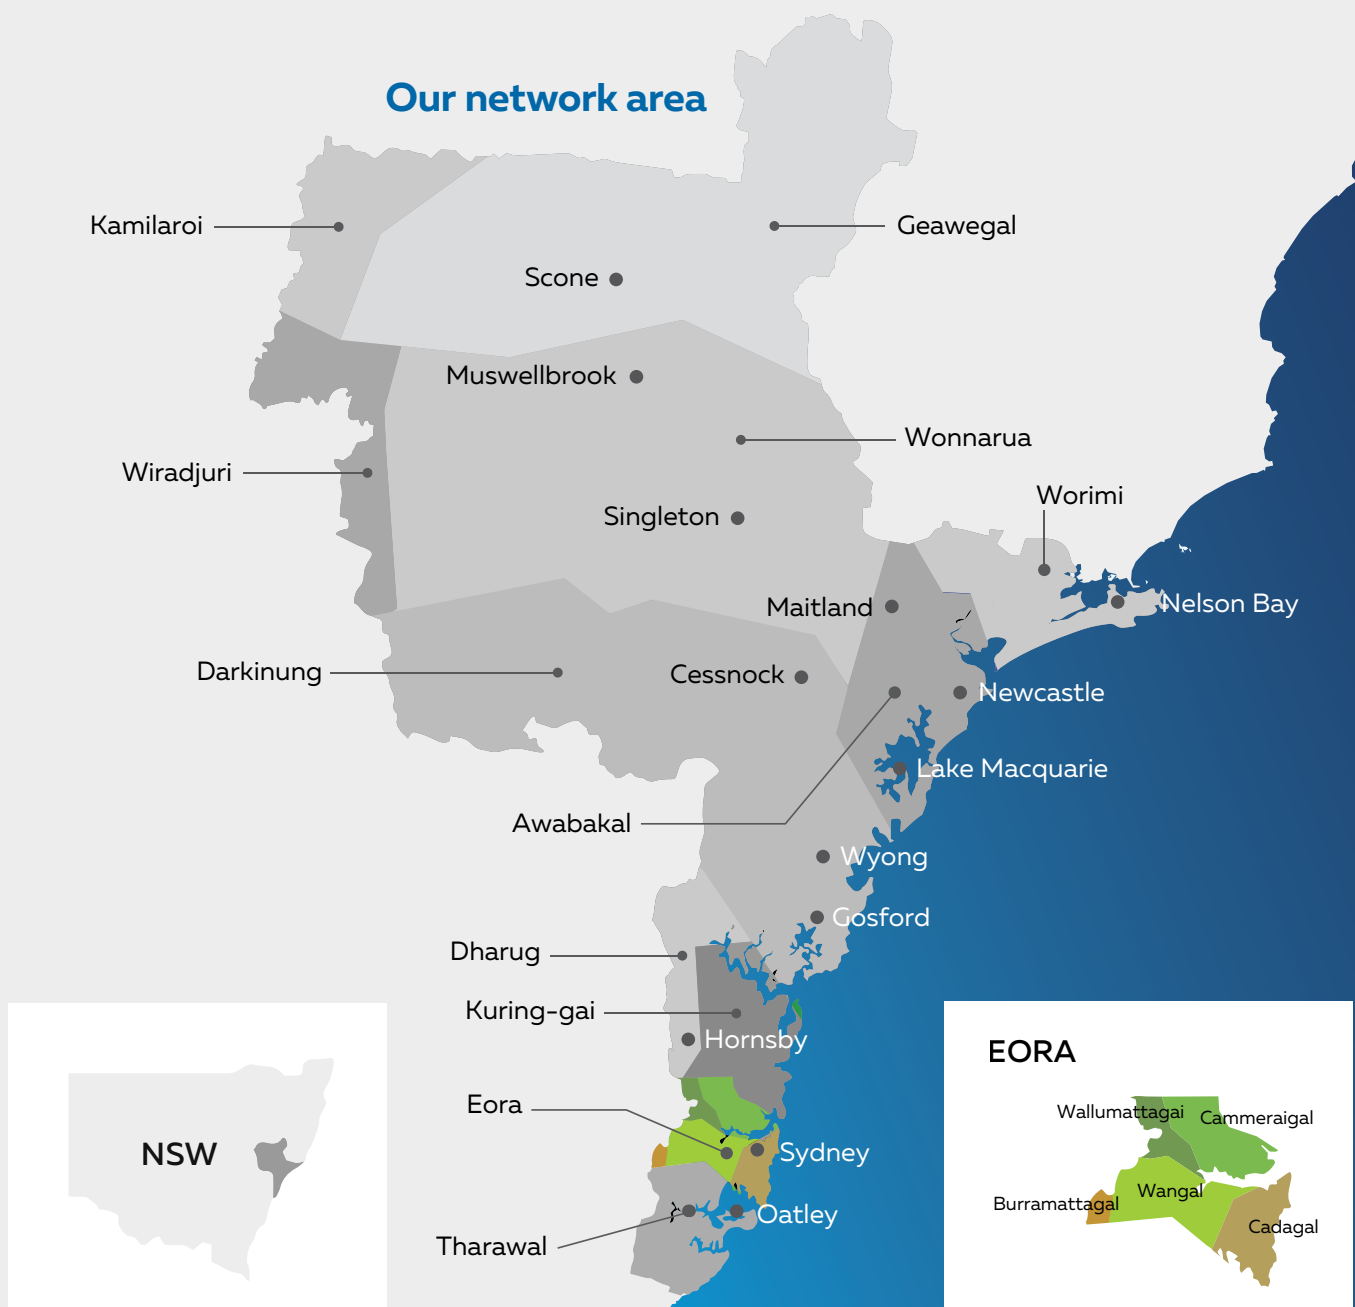 Our network area
Kamilaroi
Geawegal
Scone
Muswellbrook
Wonnarua
Wiradjuri
Worimi
Singleton
Maitland
Nelson Bay
Darkinung
Cessnock
Newcastle
Lake Macquarie
Awabakal
Wyong
Gosford
Dharug
Kuring-gai
Hornsby
Eora
Sydney
Oatley
Tharawal
NSW
EORA
Wallumattagai
Cammeraigal
Wangal
Burramattagal
Cadagal